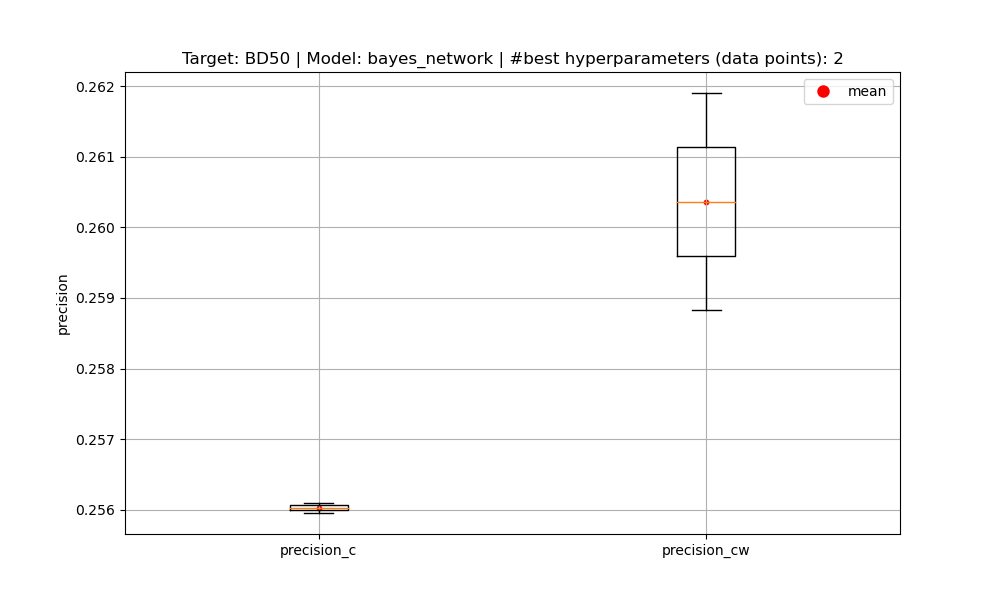 Target: BD50 | Model: bayes_network | #best hyperparameters (data points): 2
mean
0.262
0.261
0.260
0.259
0.258
0.257
0.256
precision
precision_c
precision_cw